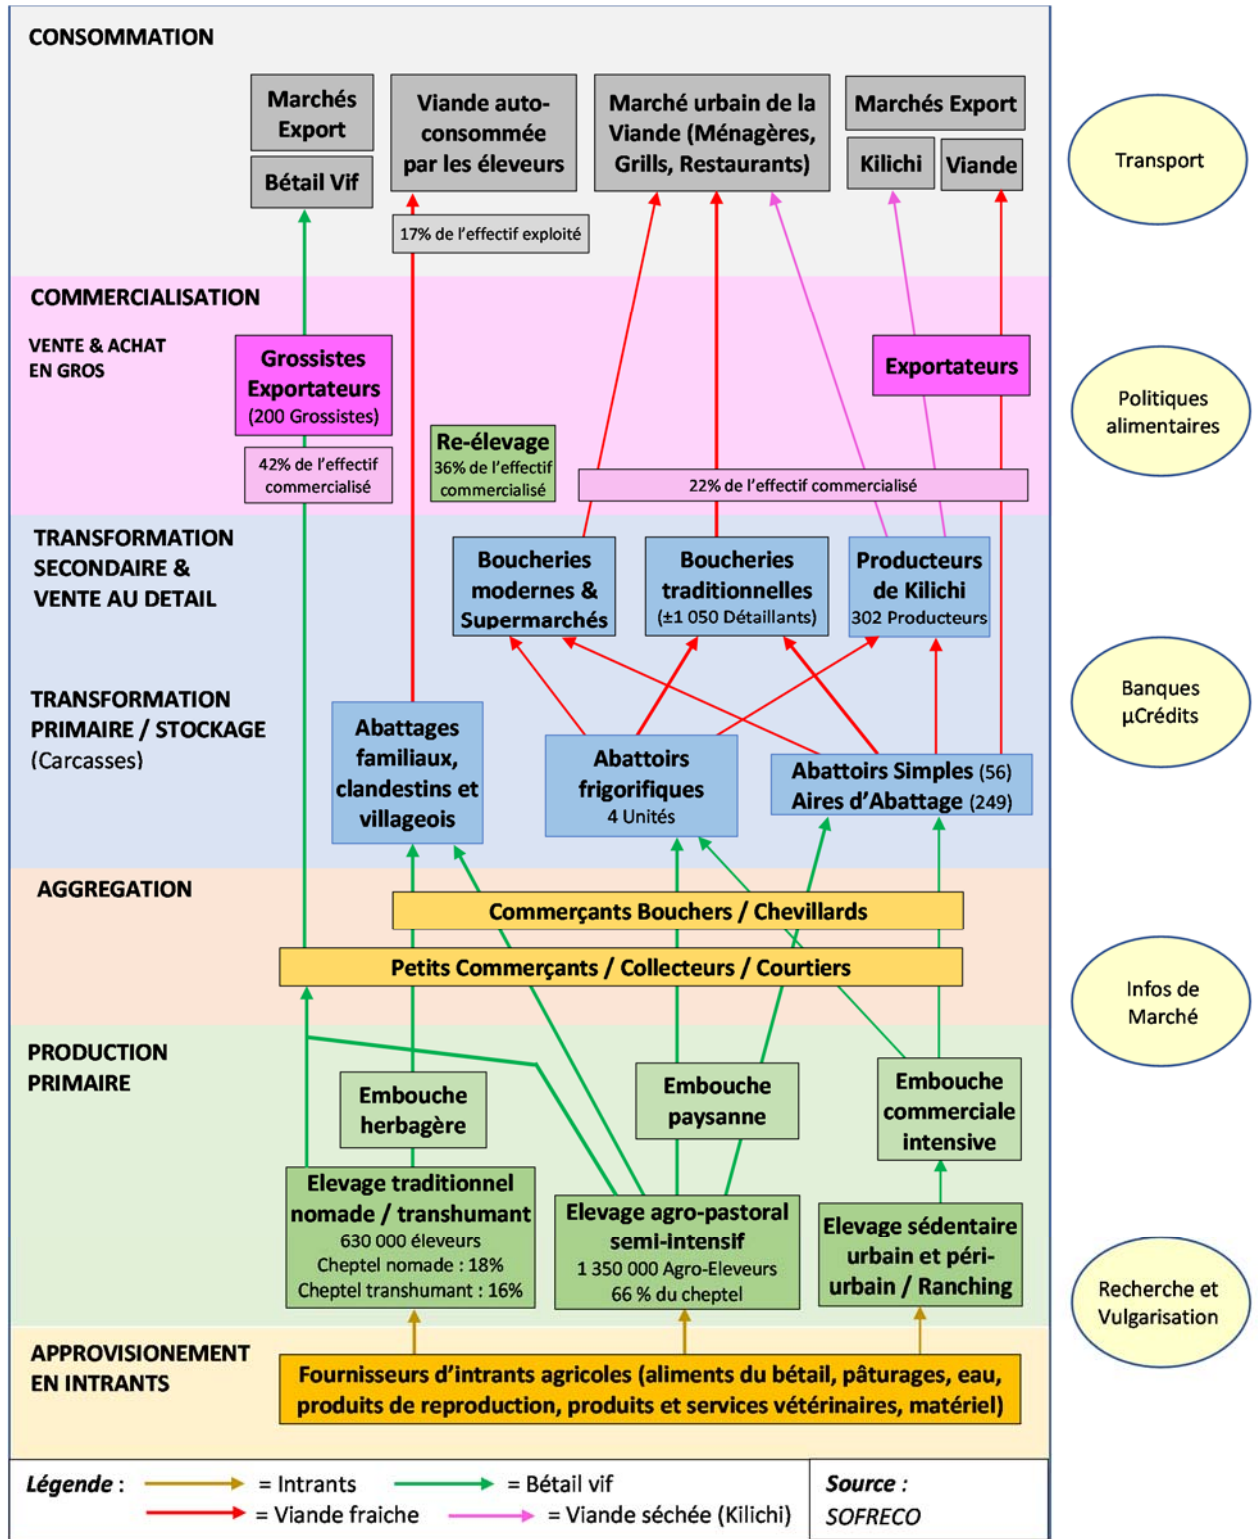 CONSOMMATION
Marchés
Export
Bétail Vif
Viande auto-
consommée
par les éleveurs
17% de l'effectif exploité
Marché urbain de la
Viande (Ménagères,
Grills, Restaurants)
Marchés Export
Kilichi
Viande
COMMERCIALISATION
VENTE & ACHAT
EN GROS
Grossistes
Exportateurs
(200 Grossistes)
42% de l'effectif
commercialisé
Re-élevage
36% de l'effectif
commercialisé
Exportateurs
22% de l'effectif commercialisé
TRANSFORMATION
SECONDAIRE &
VENTE AU DETAIL
Boucheries
modernes &
Supermarchés
Boucheries
traditionnelles
(±1 050 Détaillants)
Producteurs
de Kilichi
302 Producteurs
TRANSFORMATION
PRIMAIRE / STOCKAGE
(Carcasses)
Abattages
familiaux,
clandestins et
villageois
Abattoirs
frigorifiques
4 Unités
Abattoirs Simples (56)
Aires d'Abattage (249)
AGGREGATION
Commerçants Bouchers / Chevillards
Petits Commerçants / Collecteurs / Courtiers
PRODUCTION
PRIMAIRE
Embouche
herbagère
Embouche
paysanne
Embouche
commerciale
intensive
Elevage traditionnel
nomade / transhumant
630 000 éleveurs
Cheptel nomade : 18%
Cheptel transhumant : 16%
Elevage agro-pastoral
semi-intensif
1 350 000 Agro-Eleveurs
66 % du cheptel
Elevage sédentaire
urbain et péri-
urbain / Ranching
APPROVISIONEMENT
EN INTRANTS
Fournisseurs d'intrants agricoles (aliments du bétail, pâturages, eau,
produits de reproduction, produits et services vétérinaires, matériel)
Légende :
= Intrants
= Bétail vif
= Viande fraiche
= Viande séchée (Kilichi)
Source :
SOFRECO
Transport
Politiques
alimentaires
Banques
µCrédits
Infos de
Marché
Recherche et
Vulgarisation